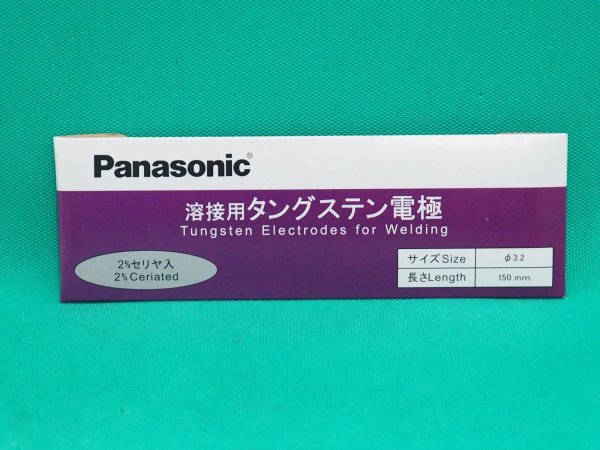 Panasonic®
溶接用タングステン電極
Tungsten Electrodes for Welding
2%セリヤ入
2%Ceriated
サイズSize φ3.2
長さLength 150mm